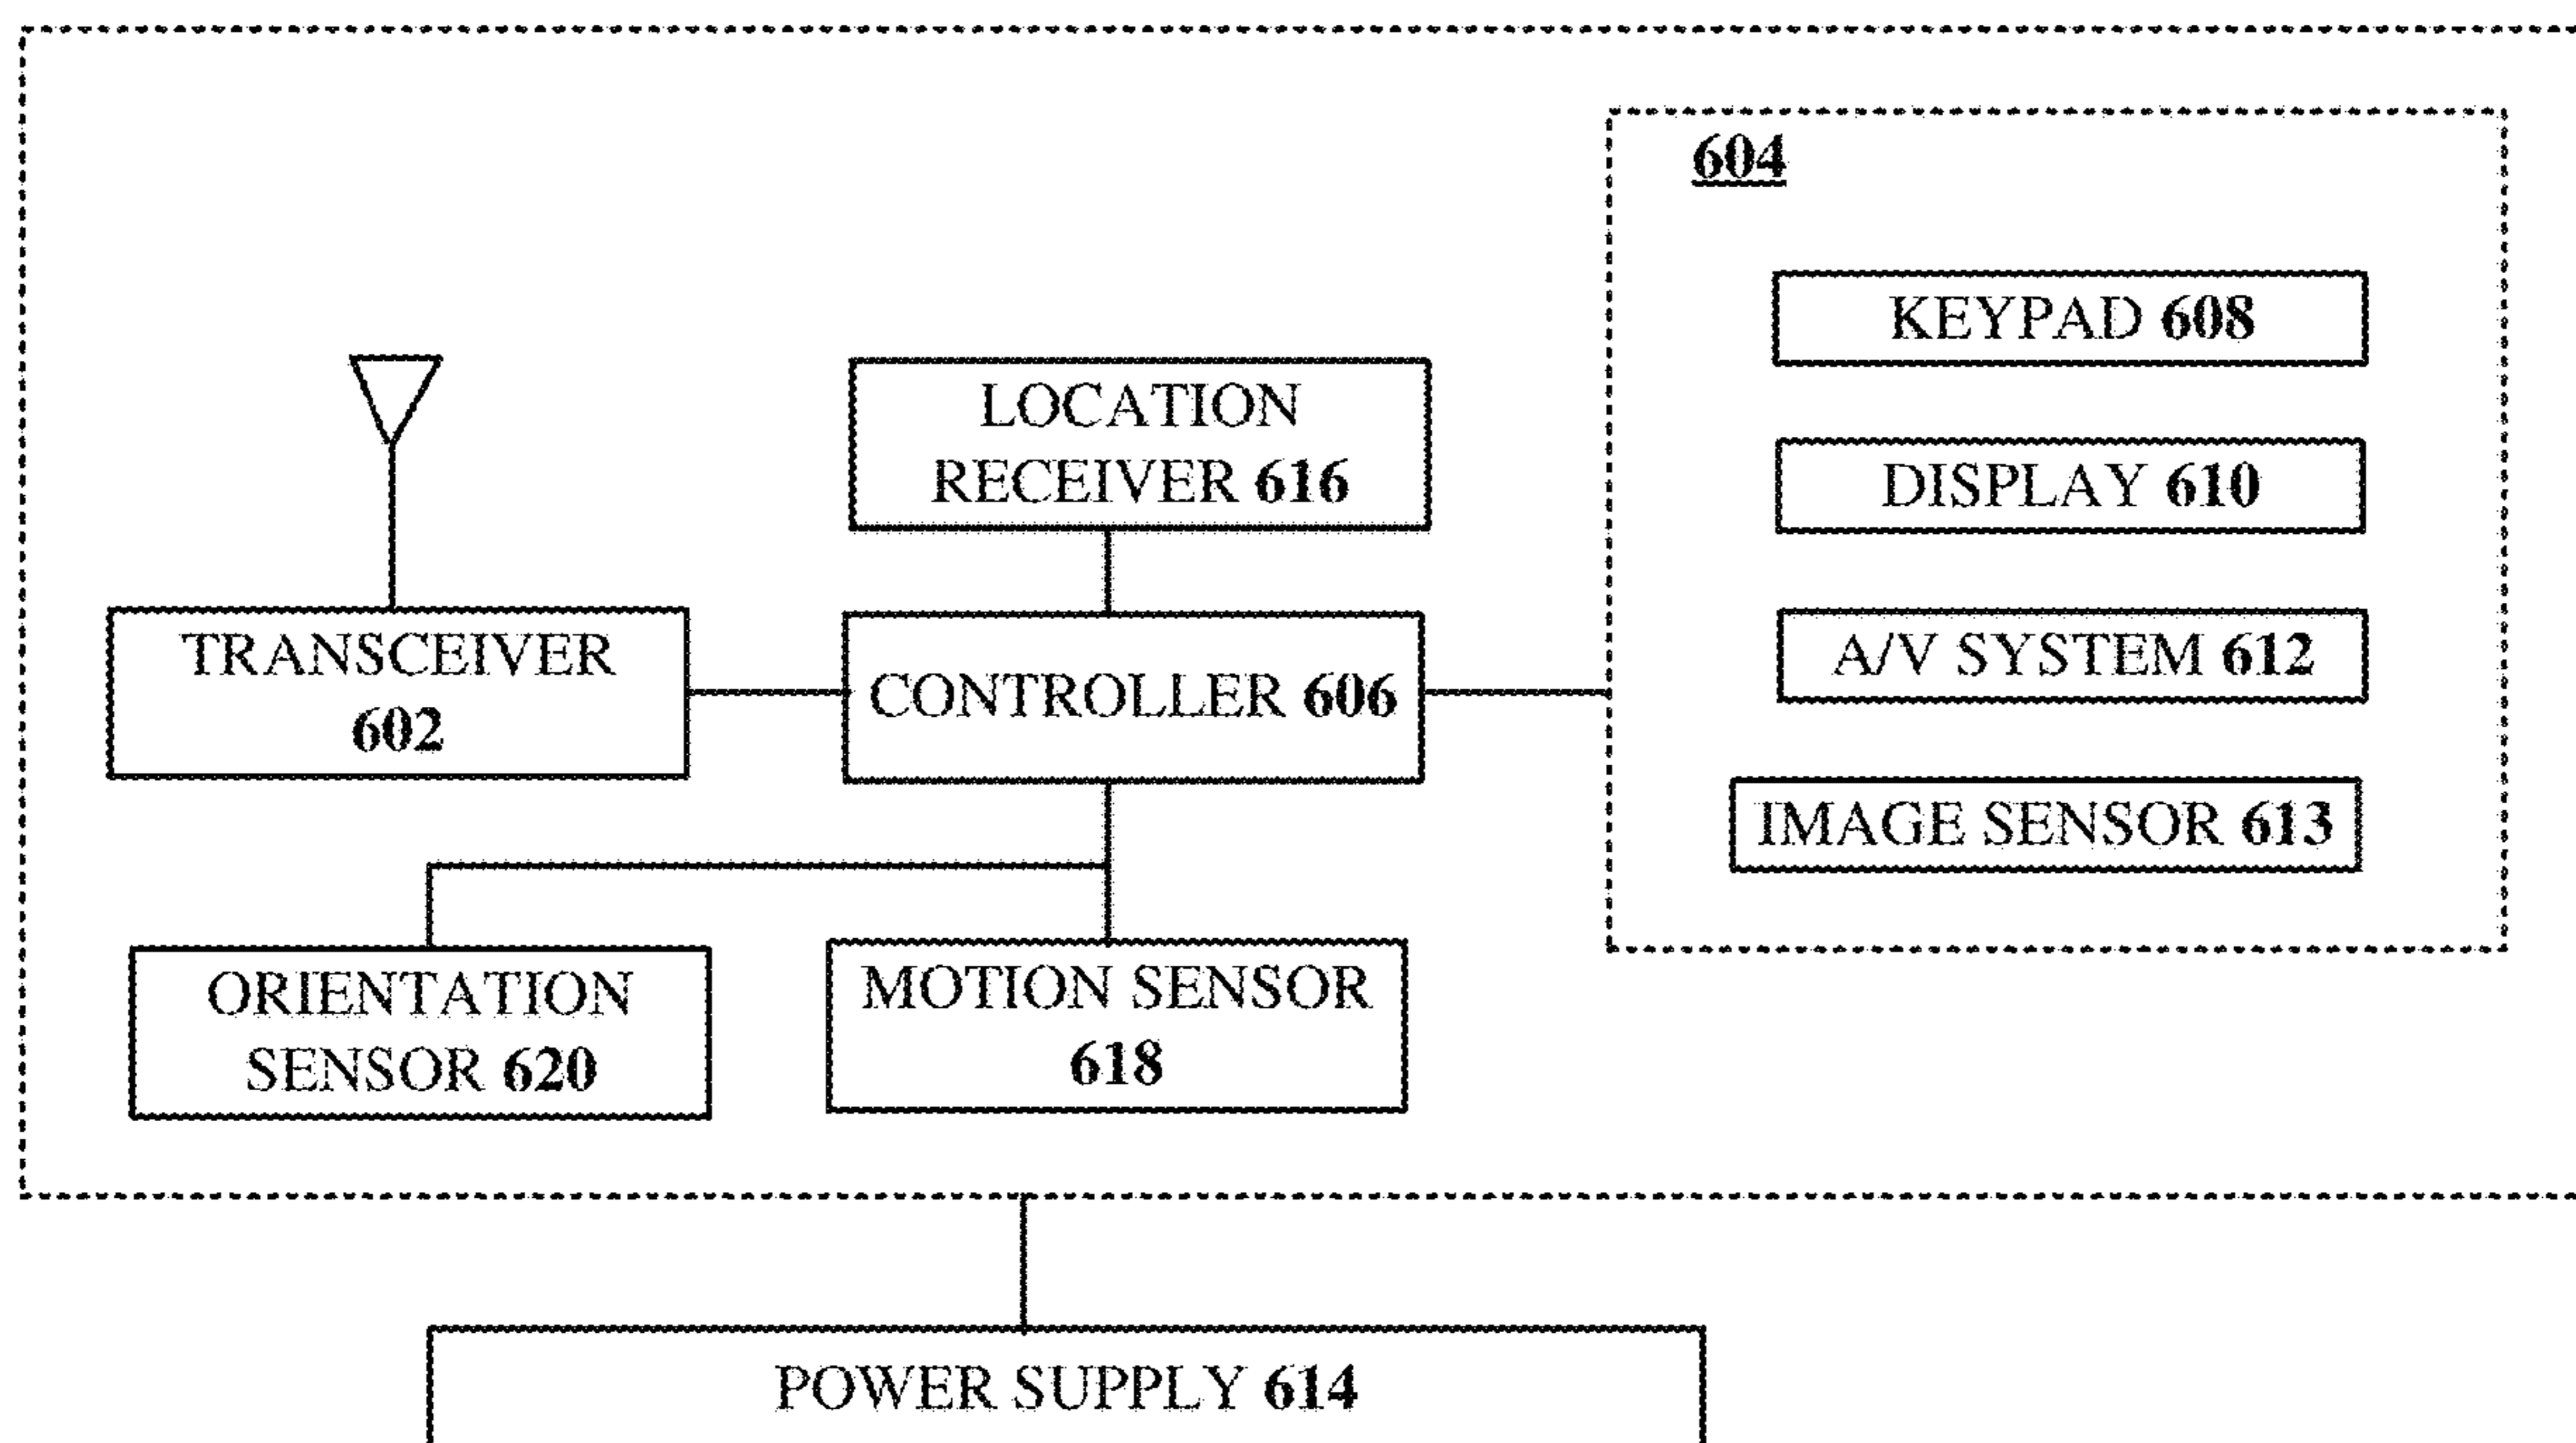 604
KEYPAD 608
LOCATION
RECEIVER 616
DISPLAY 610
TRANSCEIVER
602
CONTROLLER 606
A/V SYSTEM 612
IMAGE SENSOR 613
ORIENTATION
SENSOR 620
MOTION SENSOR
618
POWER SUPPLY 614